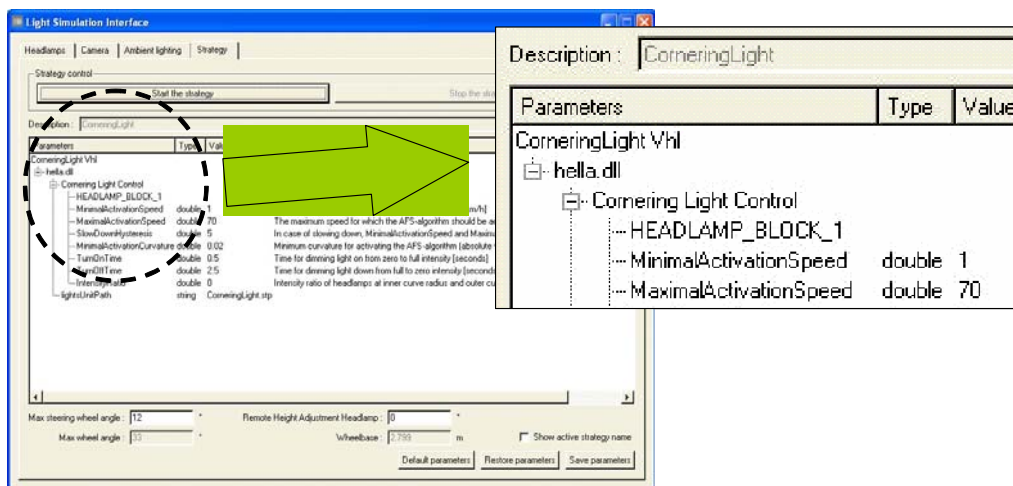 Light Simulation Interface
Headlamps Camera Ambient lighting Strategy
Strategy control
Start the strategy Stop the
Description : CorneringLight
Parameters Type
CorneringLight Vhl
hella.dll
Cornering Light Control
HEADLAMP_BLOCK_1
MinimalActivationSpeed double 1 m/h]
MaximalActivationSpeed double 70 The maximum speed for which the AFS-algorithm should be
SlowDownHysteresis double 5 In case of slowing down, MinimalActivationSpeed and
MinimalActivationCurvature double 0.02 Minimum curvature for activating the AFS-algorithm [absolute
TurnOnTime double 0.5 Time for dimming light on from zero to full intensity [seconds]
TurnOffTime double 2.5 Time for dimming light down from full to zero intensity [seconds
IntensityRatio double 0 Intensity ratio of headlamps at inner curve radius and outer
lightsUnitPath string CorneringLight.stp
Max steering wheel angle : 12 ° Remote Height Adjustment Headlamp : 0 °
Max wheel angle : 33 ° Wheelbase : 2.799 m Show active strategy name
Default parameters Restore parameters Save parameters
Description : CorneringLight
Parameters Type Value
CorneringLight Vhl
hella.dll
Cornering Light Control
HEADLAMP_BLOCK_1
MinimalActivationSpeed double 1
MaximalActivationSpeed double 70